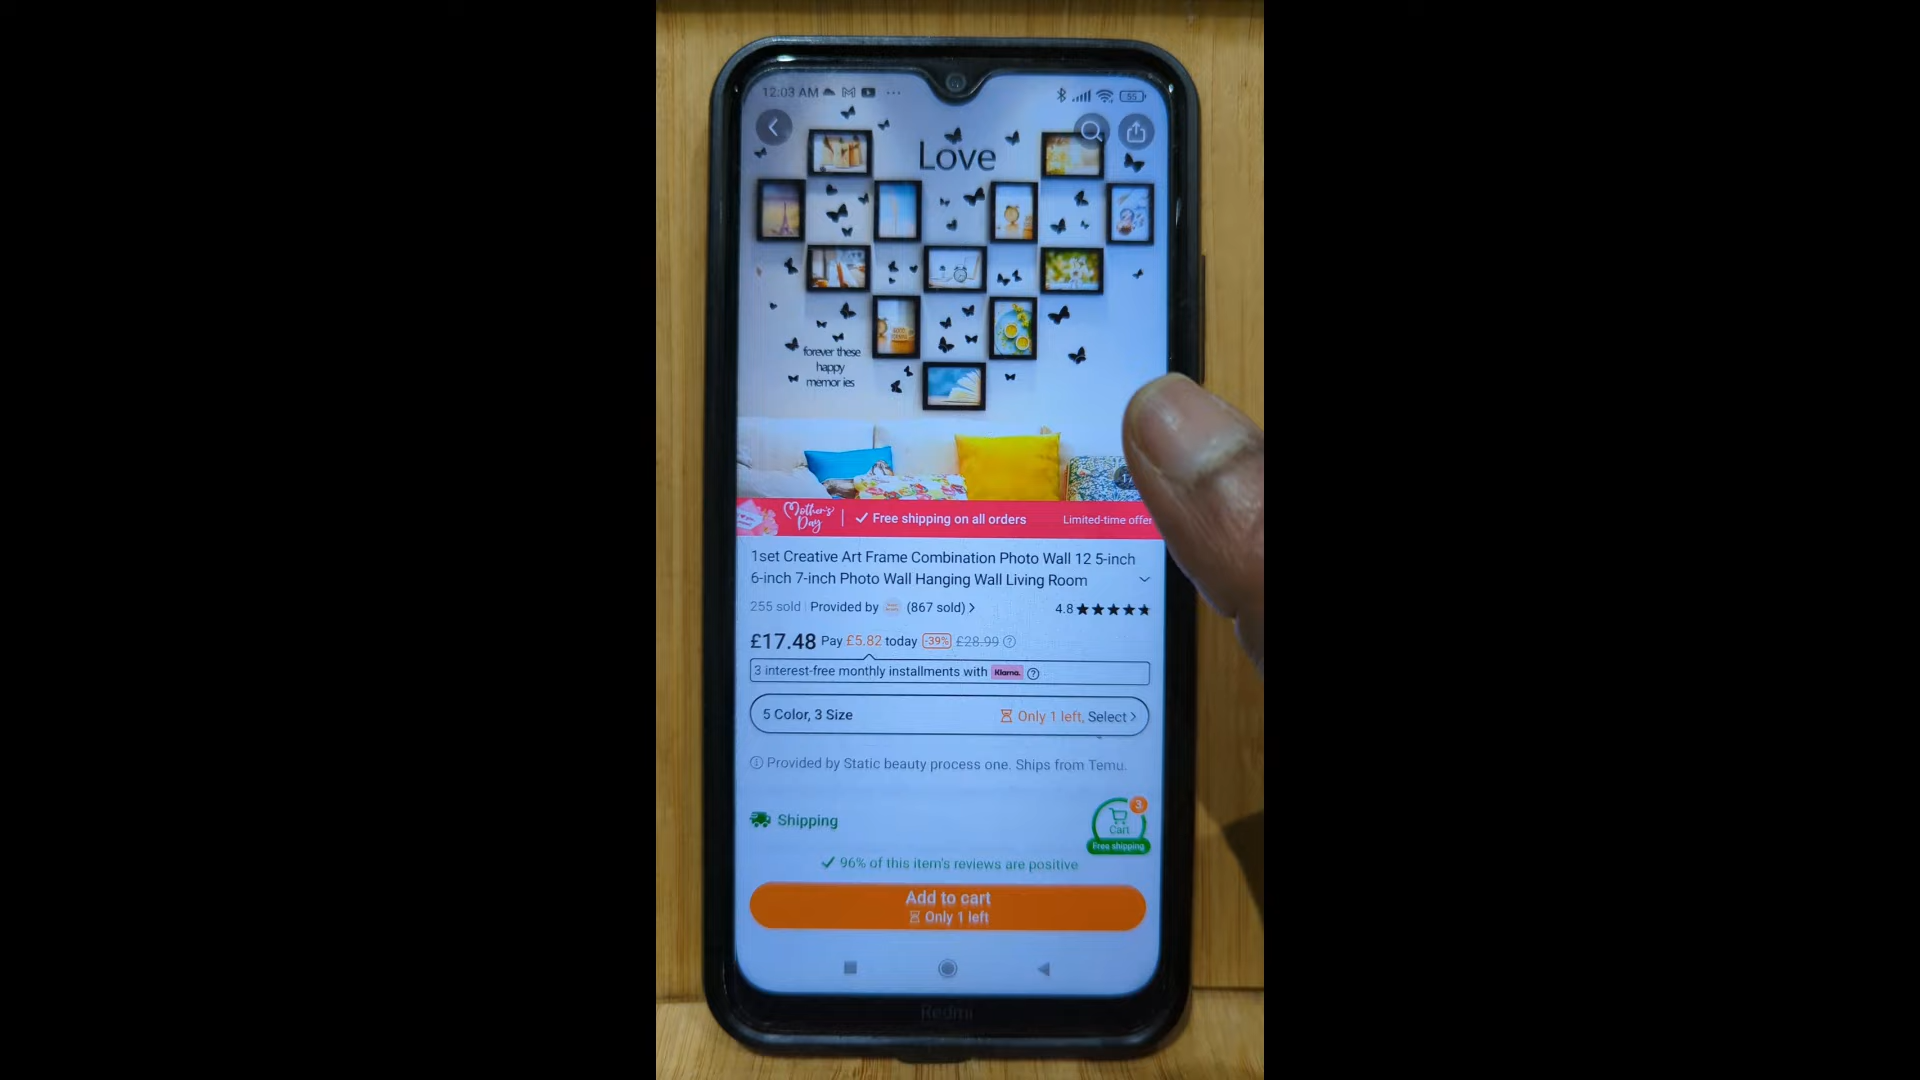 12:03 AM
55
Love
forever these
happy
memor ies
Mother's
Day
Free shipping on all orders
Limited-time offer
1set Creative Art Frame Combination Photo Wall 12 5-inch
6-inch 7-inch Photo Wall Hanging Wall Living Room
255 sold Provided by (867 sold) >
4.8
£17.48 Pay £5.82 today -39% £28.99
3 interest-free monthly installments with Klarna.
5 Color, 3 Size
Only 1 left, Select >
Provided by Static beauty process one. Ships from Temu.
3
Shipping
Cart
Free shipping
96% of this item's reviews are positive
Add to cart
Only 1 left
Redmi